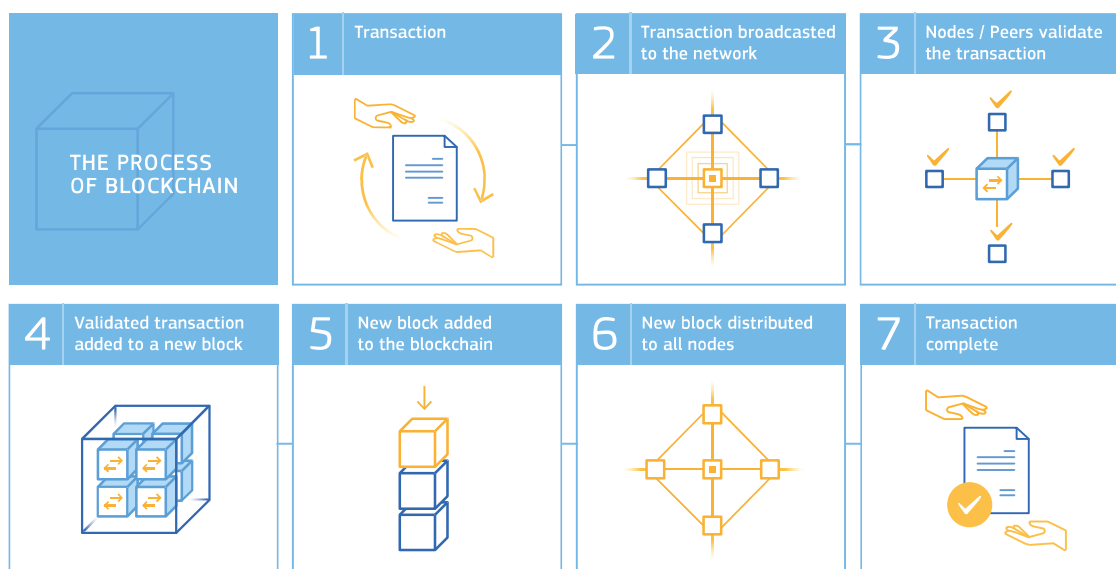 THE PROCESS
OF BLOCKCHAIN
1
Transaction
2
Transaction broadcasted
to the network
3
Nodes / Peers validate
the transaction
4
Validated transaction
added to a new block
5
New block added
to the blockchain
6
New block distributed
to all nodes
7
Transaction
complete